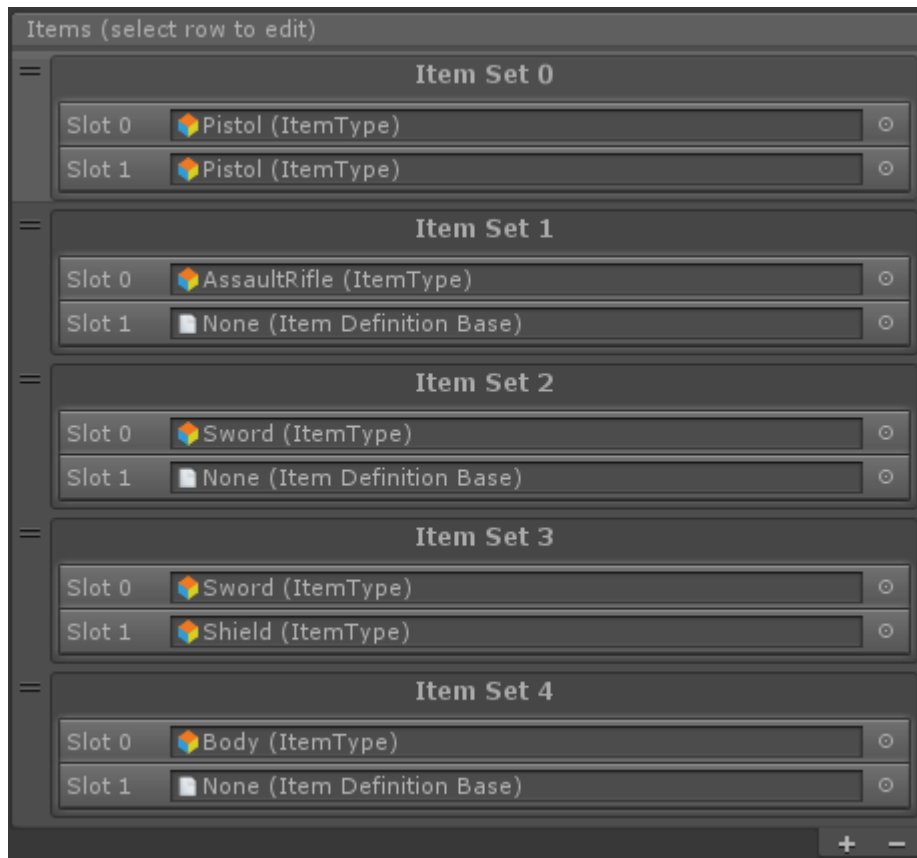 Items (select row to edit)
Item Set 0
Slot 0 Pistol (ItemType)
Slot 1 Pistol (ItemType)
Item Set 1
Slot 0 AssaultRifle (ItemType)
Slot 1 None (Item Definition Base)
Item Set 2
Slot 0 Sword (ItemType)
Slot 1 None (Item Definition Base)
Item Set 3
Slot 0 Sword (ItemType)
Slot 1 Shield (ItemType)
Item Set 4
Slot 0 Body (ItemType)
Slot 1 None (Item Definition Base)
+ −